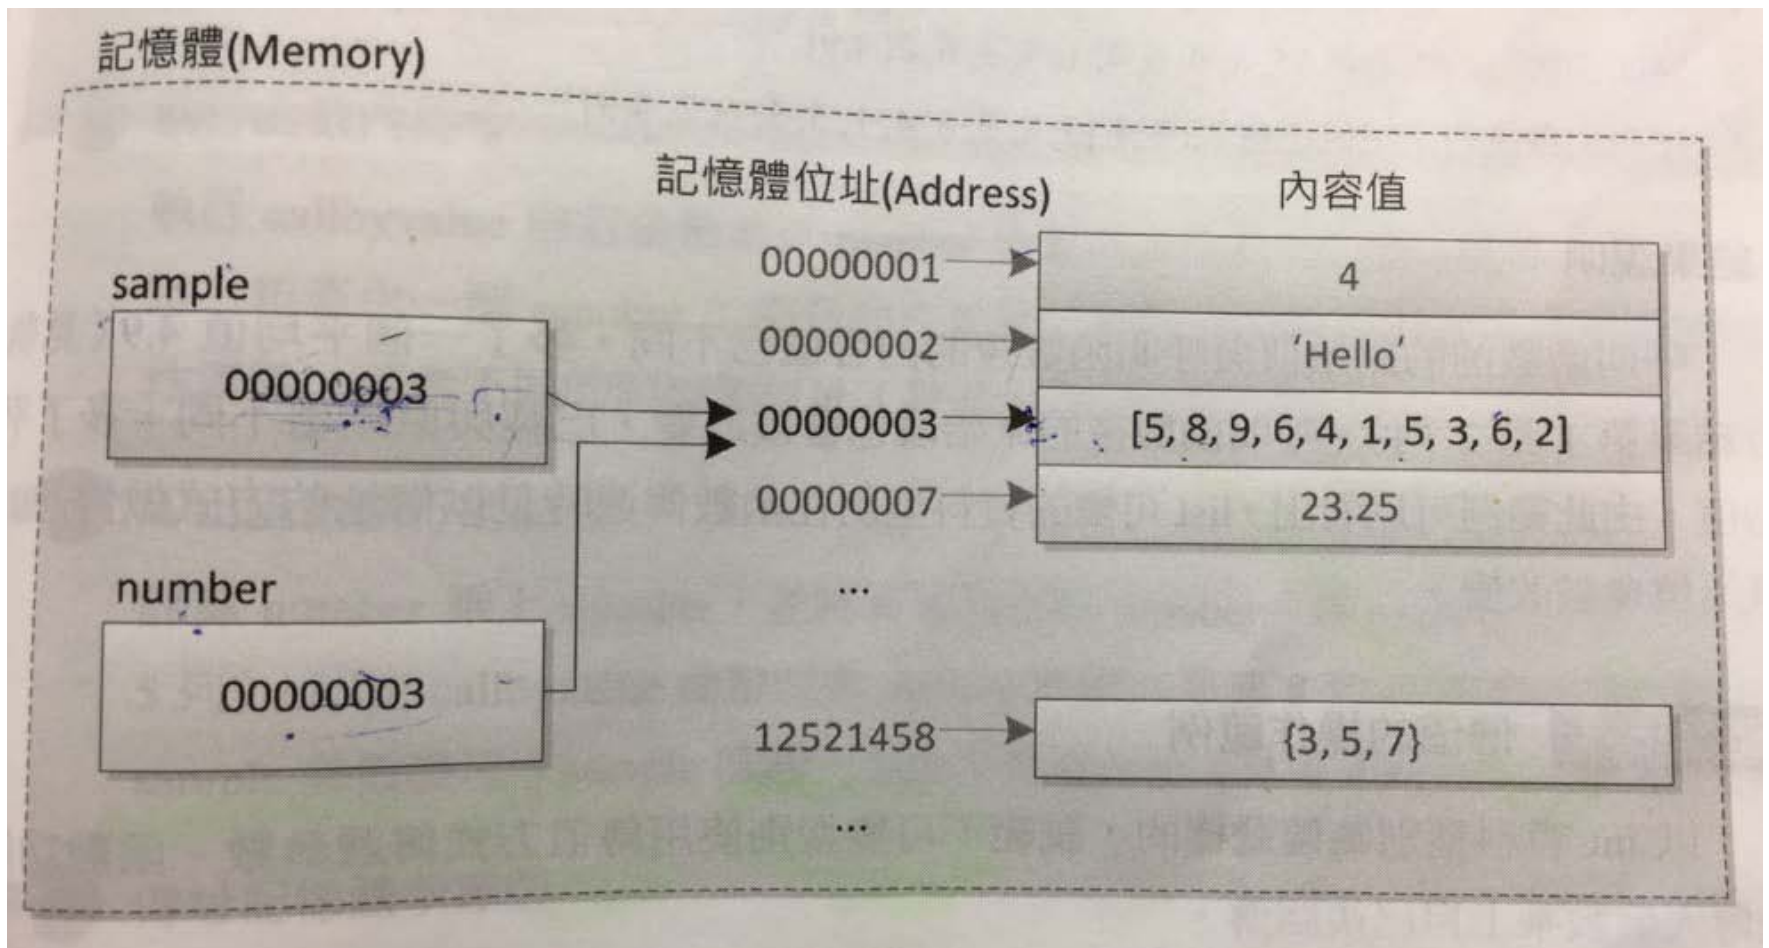 記憶體(Memory)
記憶體位址(Address) 內容值
sample
00000003
00000001 4
00000002 'Hello'
00000003 [5, 8, 9, 6, 4, 1, 5, 3, 6, 2]
00000007 23.25
...
number
00000003
12521458 {3, 5, 7}
...